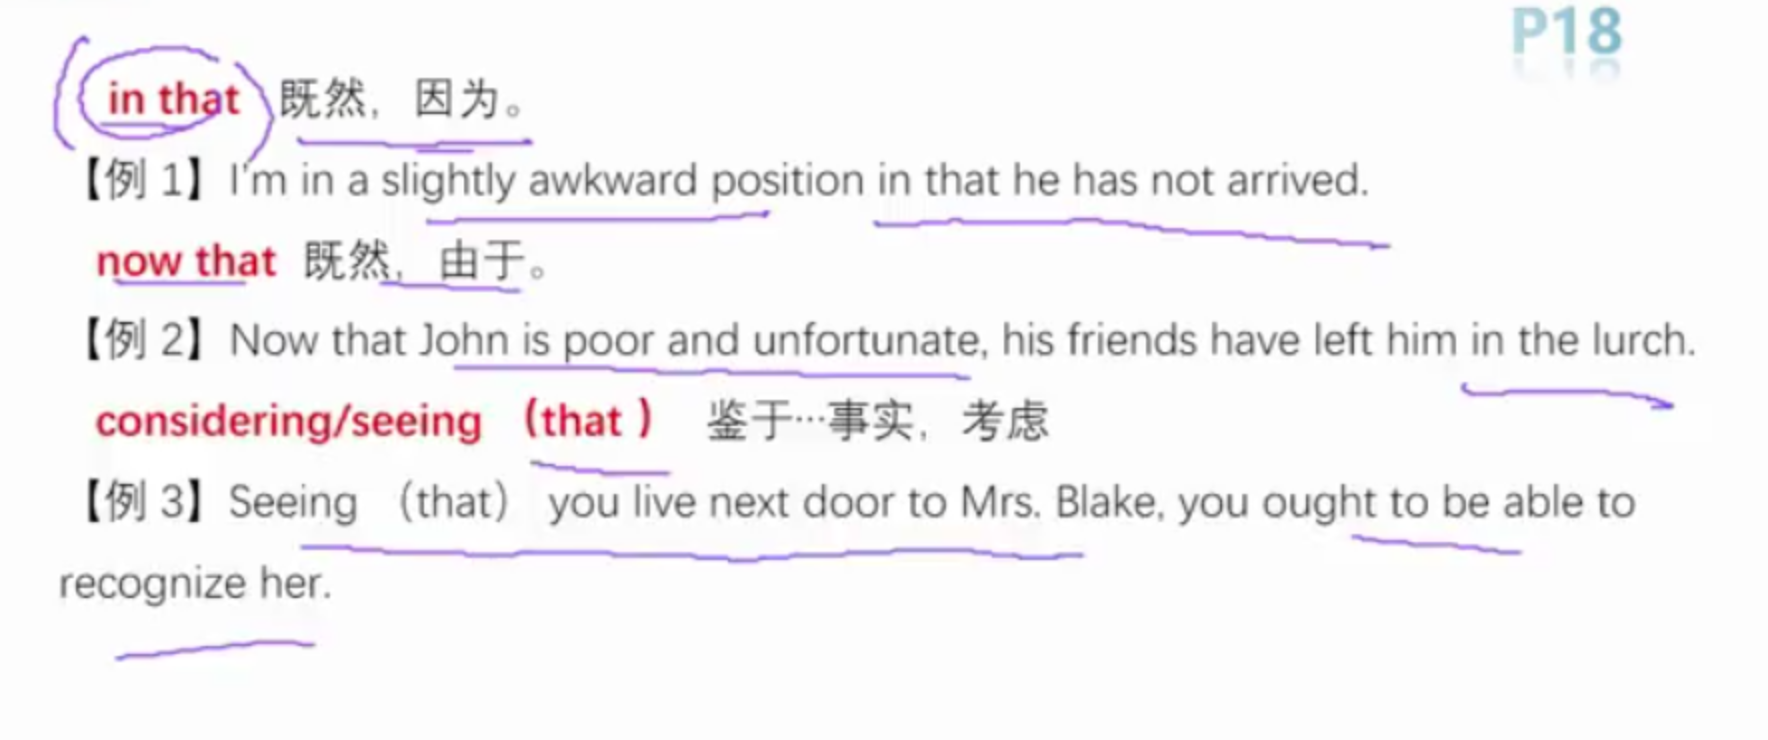 P18
in that 既然，因为。
【例 1】I'm in a slightly awkward position in that he has not arrived.
now that 既然，由于。
【例 2】Now that John is poor and unfortunate, his friends have left him in the lurch.
considering/seeing （that ） 鉴于…事实，考虑
【例 3】Seeing （that） you live next door to Mrs. Blake, you ought to be able to
recognize her.